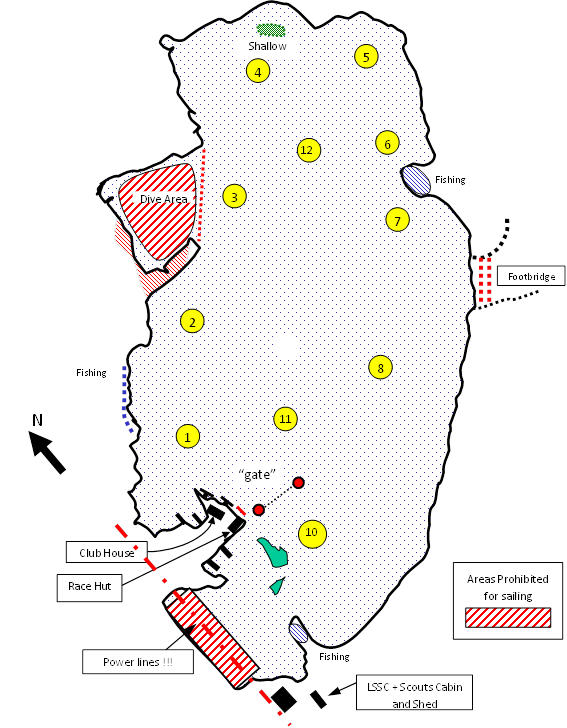 Shallow
4
5
12
6
Fishing
Dive Area
3
7
Footbridge
2
8
Fishing
11
N
1
"gate"
10
Club House
Race Hut
Areas Prohibited
for sailing
Power lines !!!
Fishing
LSSC + Scouts Cabin
and Shed